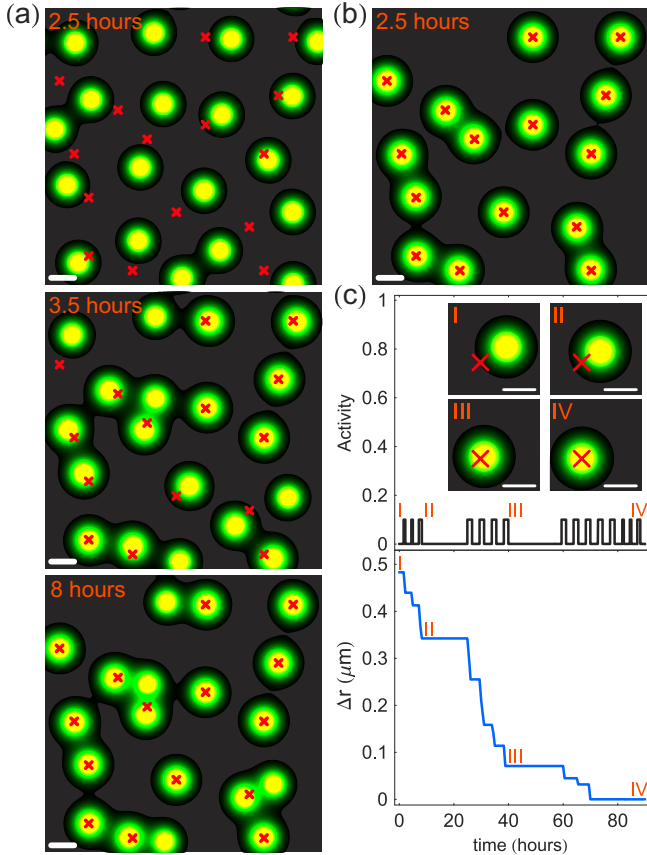 (a)
2.5 hours
3.5 hours
8 hours
(b)
2.5 hours
(c)
I
II
III
IV
1
0.8
0.6
0.4
0.2
0
Activity
I
II
III
IV
0.5
0.4
0.3
0.2
0.1
0
Δr (μm)
I
II
III
IV
0
20
40
60
80
time (hours)